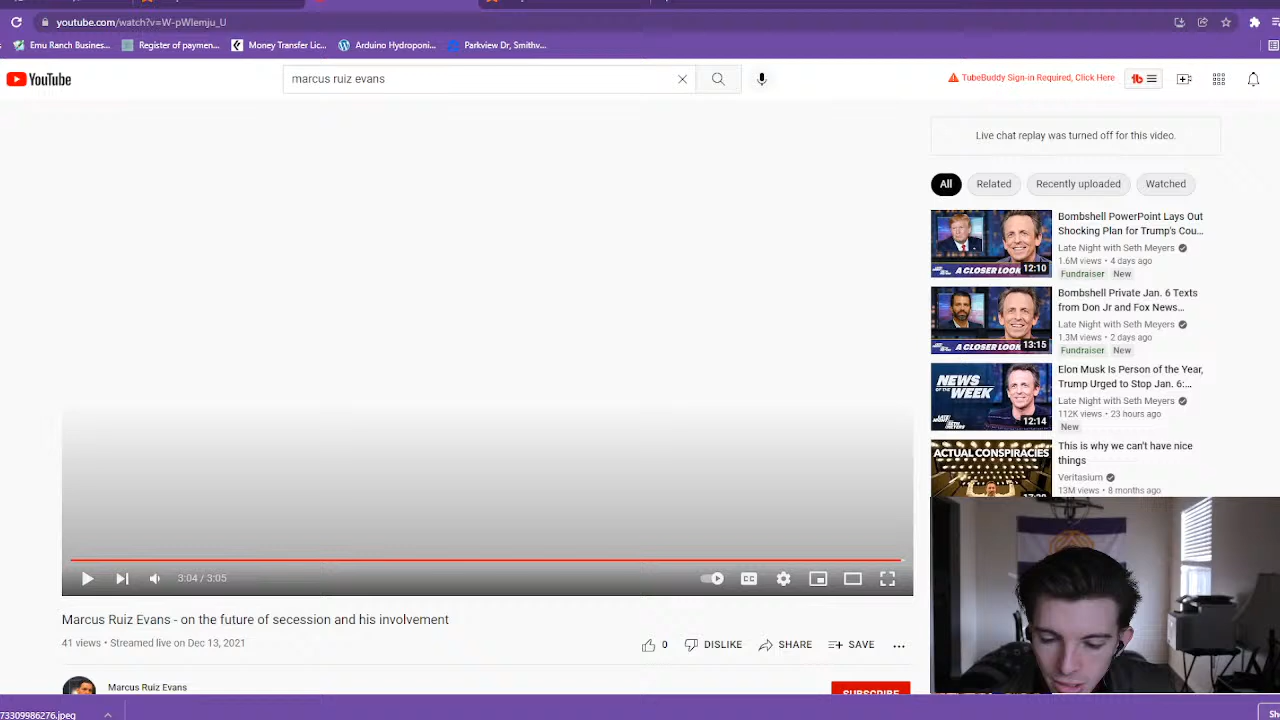 youtube.com/watch?v=W-pWlemju_U
Emu Ranch Business...
Register of paymen...
Money Transfer Lic...
Arduino Hydroponi...
Parkview Dr, Smithv...
YouTube
marcus ruiz evans
TubeBuddy Sign-in Required, Click Here
tb
Live chat replay was turned off for this video.
All
Related
Recently uploaded
Watched
Bombshell PowerPoint Lays Out
Shocking Plan for Trump's Cou...
Late Night with Seth Meyers
1.6M views • 4 days ago
Fundraiser New
12:10
A CLOSER LOOK
Bombshell Private Jan. 6 Texts
from Don Jr and Fox News...
Late Night with Seth Meyers
1.3M views • 2 days ago
Fundraiser New
13:15
A CLOSER LOOK
Elon Musk Is Person of the Year,
Trump Urged to Stop Jan. 6:...
Late Night with Seth Meyers
112K views • 23 hours ago
New
NEWS
OF THE
WEEK
12:14
This is why we can't have nice
things
Veritasium
13M views • 8 months ago
ACTUAL CONSPIRACIES
3:04 / 3:05
CC
Marcus Ruiz Evans - on the future of secession and his involvement
41 views • Streamed live on Dec 13, 2021
0
DISLIKE
SHARE
SAVE
Marcus Ruiz Evans
SUBSCRIBE
73309986276.jpeg